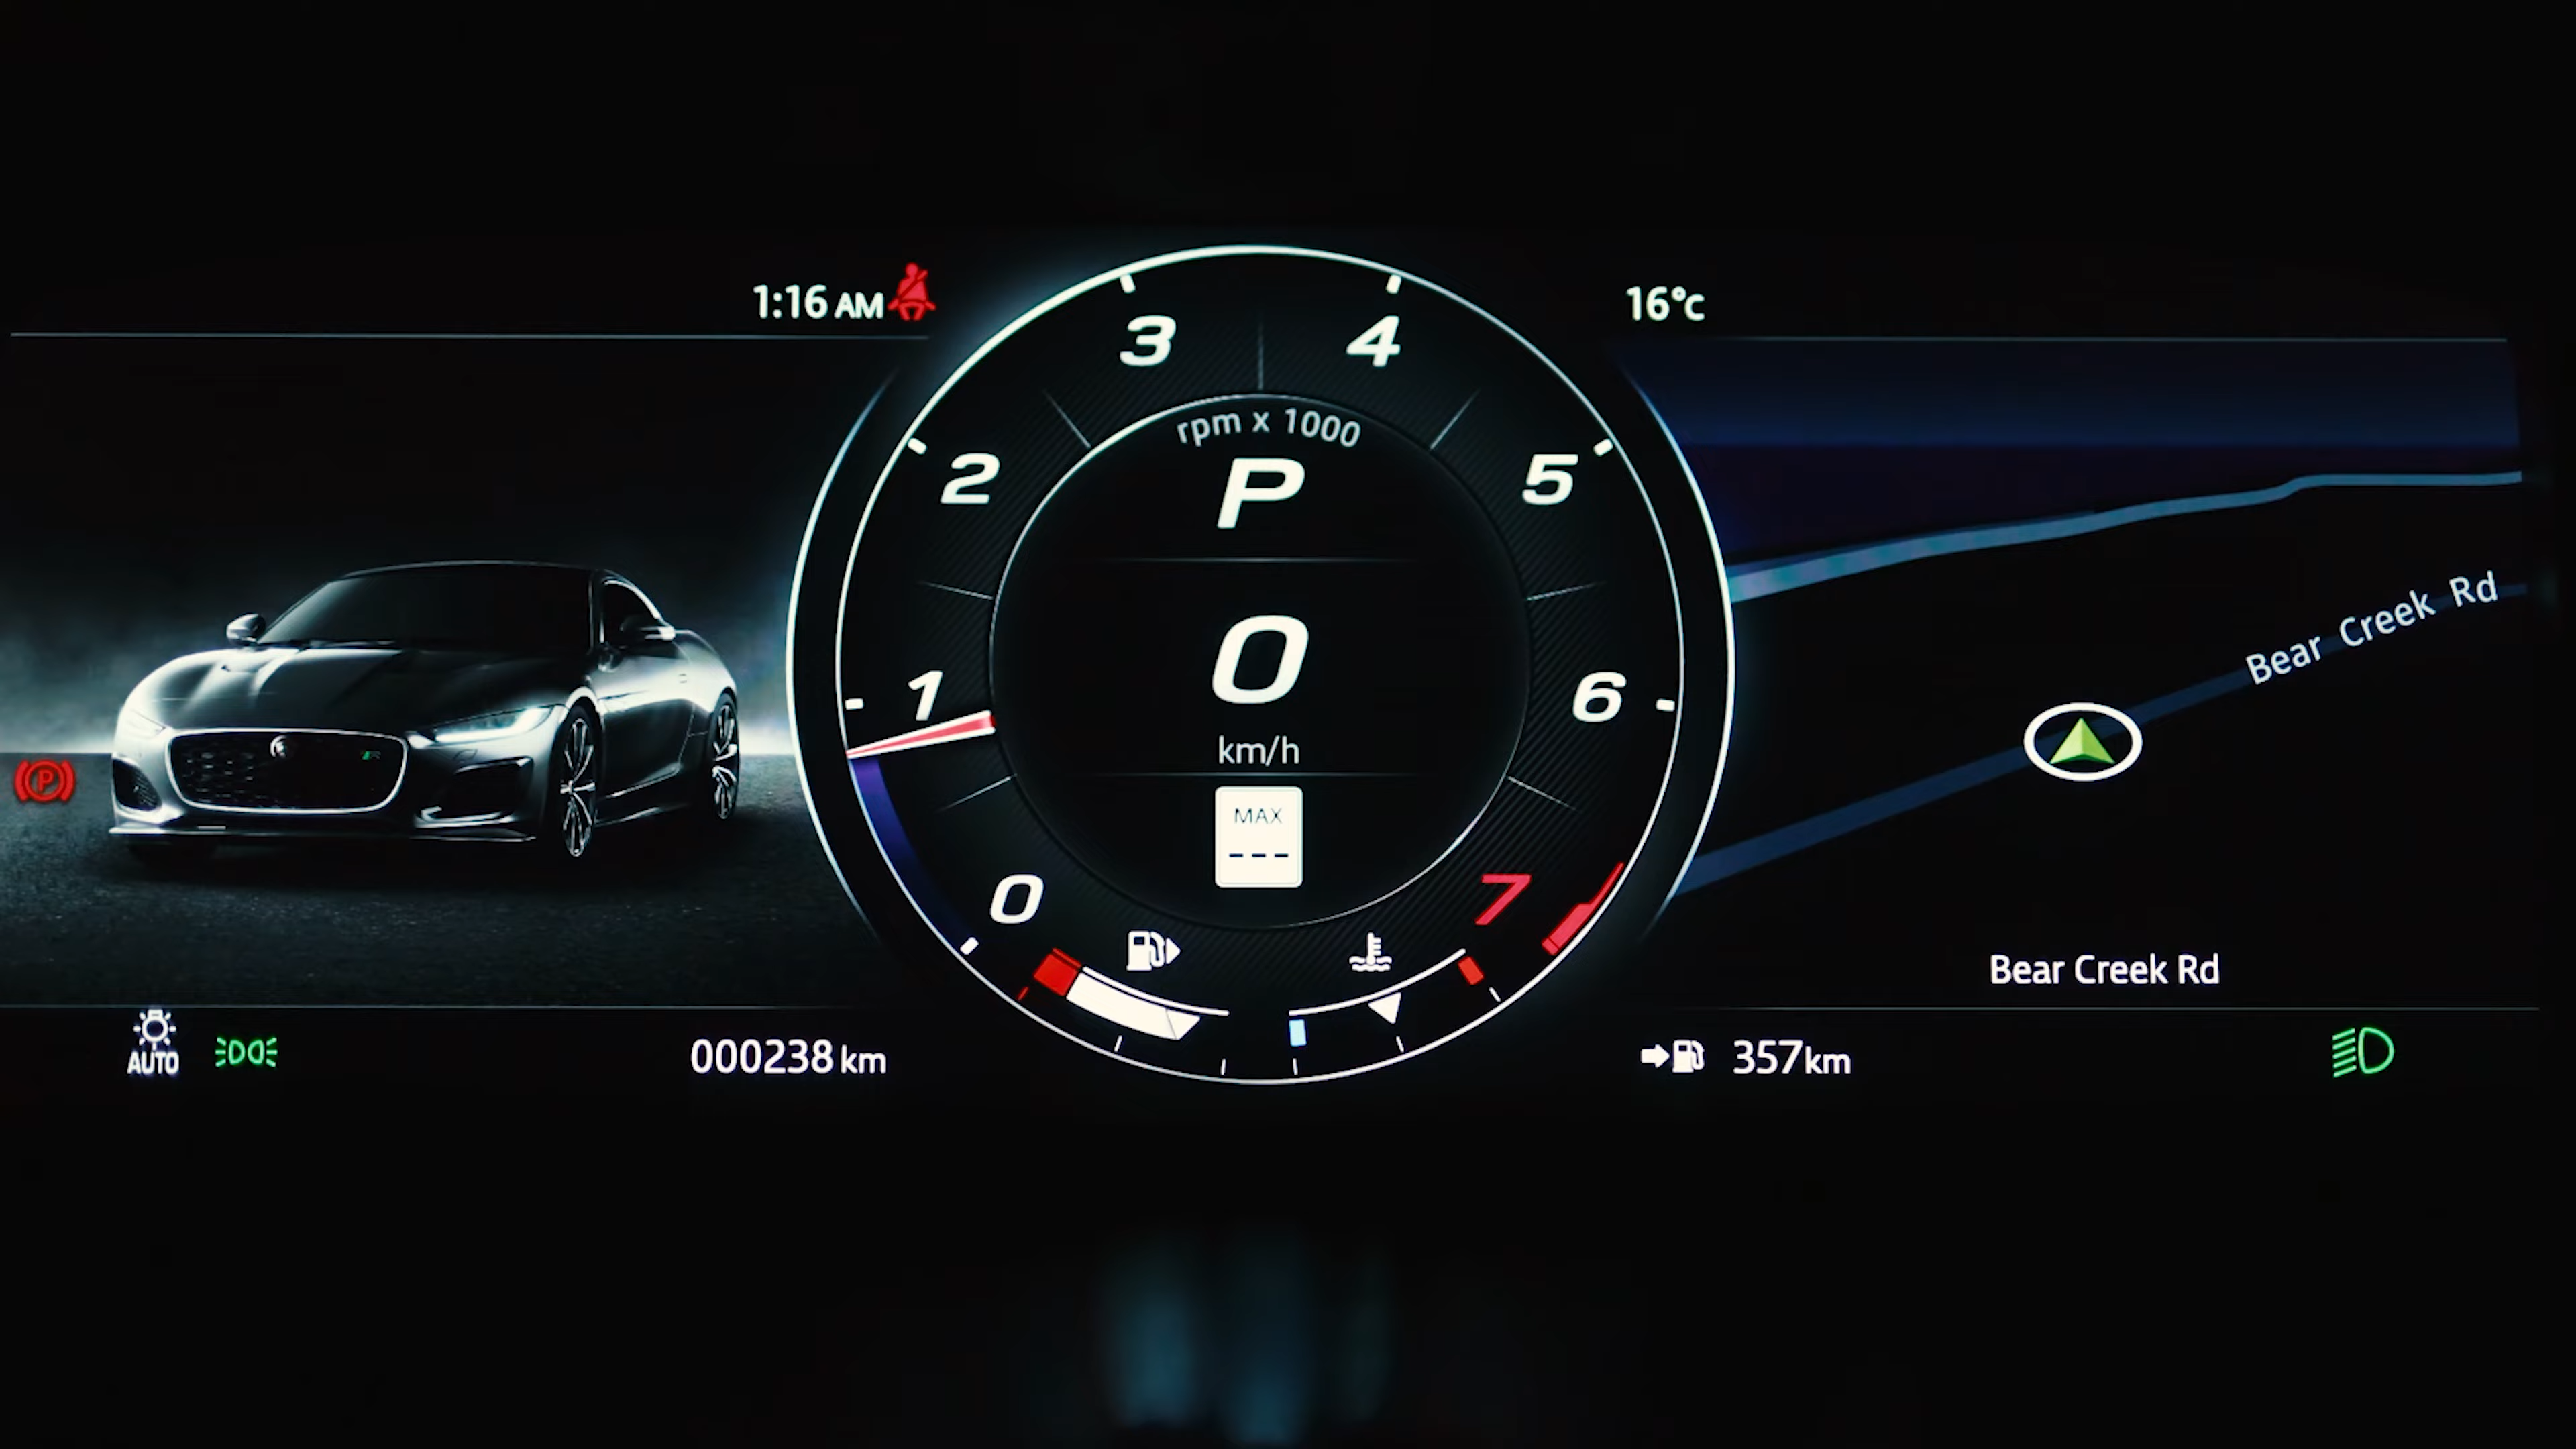 1:16 AM
16°C
3
4
rpm x 1000
2
P
5
Bear Creek Rd
0
1
6
km/h
P
MAX
---
0
7
Bear Creek Rd
AUTO
000238 km
357km